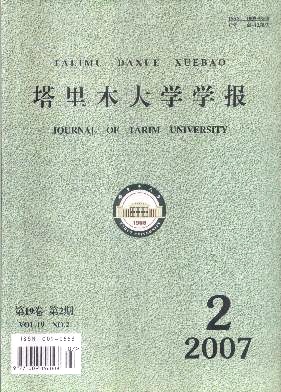 TALIMU DAXUE XUEBAO
塔里木大学学报
JOURNAL OF TARIM UNIVERSITY
1958
第19卷 第2期
VOL.19 NO.2
2
2007